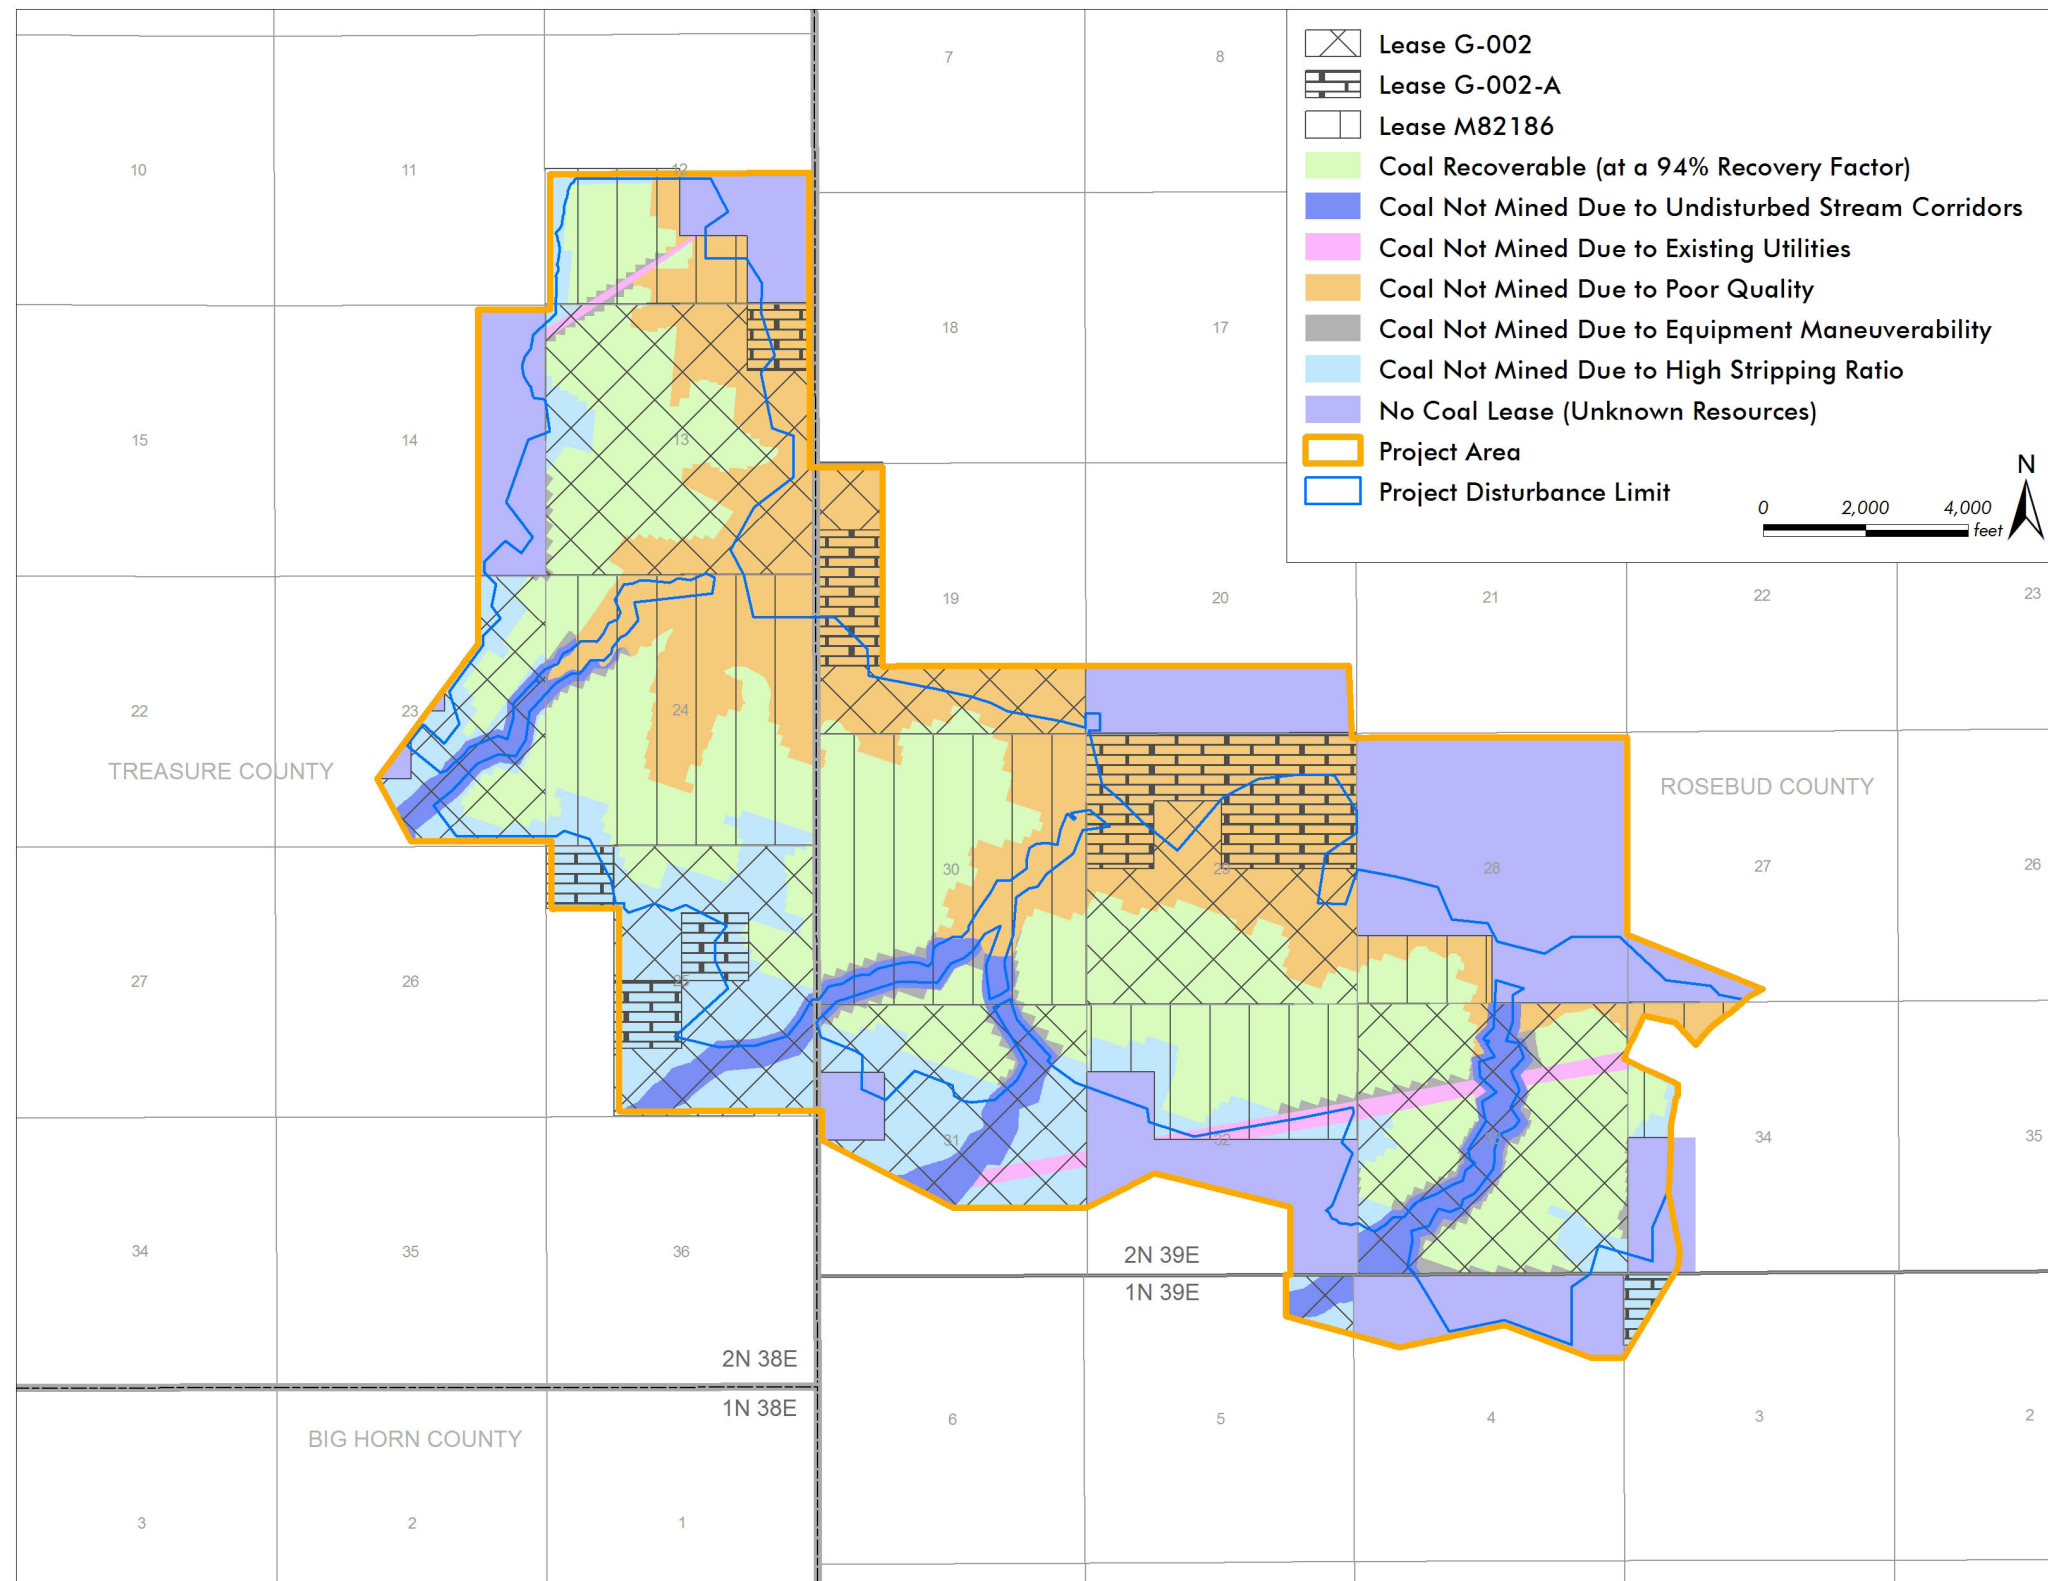 Lease G-002
Lease G-002-A
Lease M82186
Coal Recoverable (at a 94% Recovery Factor)
Coal Not Mined Due to Undisturbed Stream Corridors
Coal Not Mined Due to Existing Utilities
Coal Not Mined Due to Poor Quality
Coal Not Mined Due to Equipment Maneuverability
Coal Not Mined Due to High Stripping Ratio
No Coal Lease (Unknown Resources)
Project Area
Project Disturbance Limit
N
0 2,000 4,000
feet
7 8
10 11 12
18 17
15 14 13
19 20 21 22 23
22 23 24
TREASURE COUNTY
ROSEBUD COUNTY
30 29 28 27 26
27 26 25
31 32 33 34 35
34 35 36
2N 39E
1N 39E
2N 38E
1N 38E
BIG HORN COUNTY
6 5 4 3 2
3 2 1